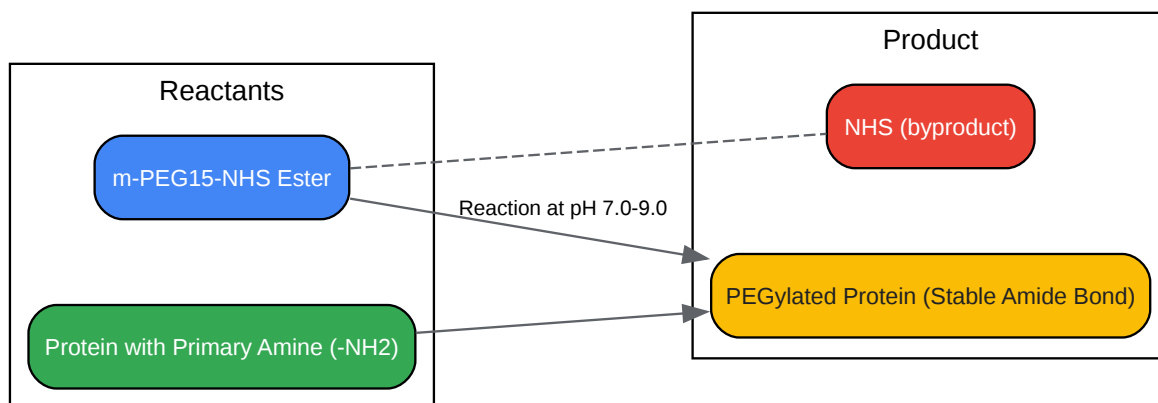 Product
Reactants
NHS (byproduct)
m-PEG15-NHS Ester
Reaction at pH 7.0-9.0
PEGylated Protein (Stable Amide Bond)
Protein with Primary Amine (-NH2)